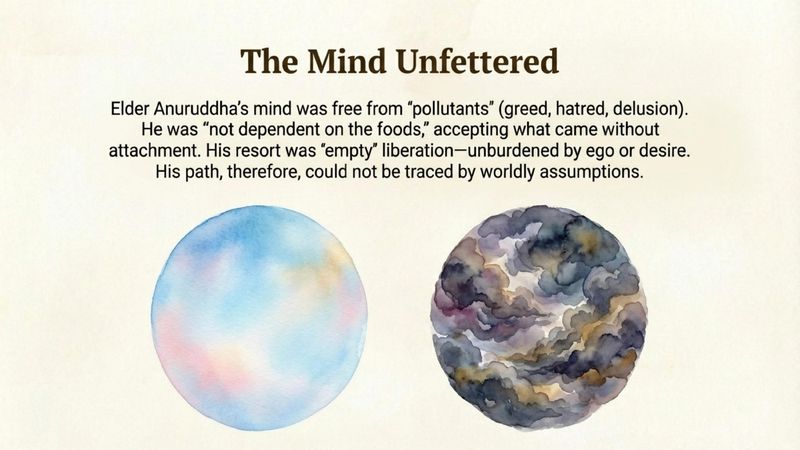 The Mind Unfettered
Elder Anuruddha’s mind was free from “pollutants” (greed, hatred, delusion).
He was “not dependent on the foods,” accepting what came without
attachment. His resort was “empty” liberation—unburdened by ego or desire.
His path, therefore, could not be traced by worldly assumptions.